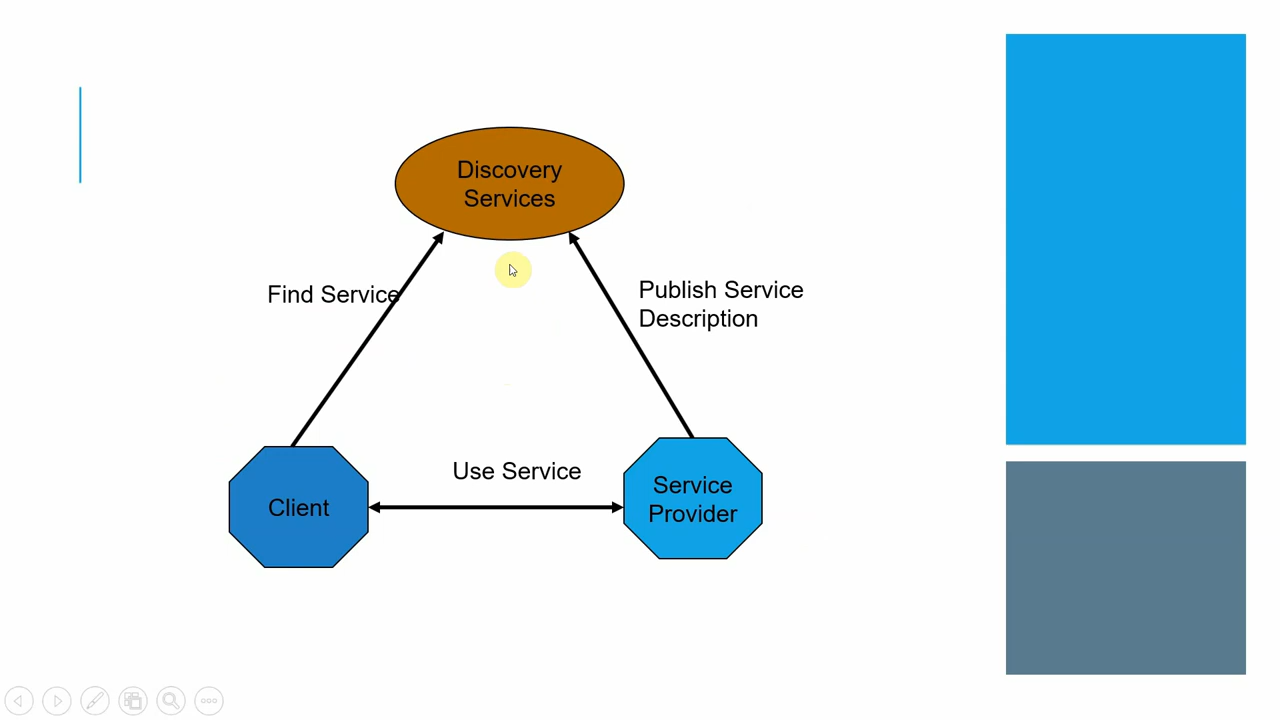 Discovery
Services
Find Service
Publish Service
Description
Use Service
Client
Service
Provider